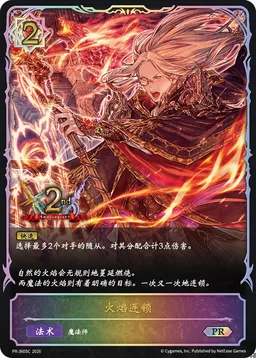 2
2nd
Anniversary
快速
选择最多2个对手的随从。对其分配合计3点伤害。
自然的火焰会无规则地蔓延燃烧。
而魔法的火焰则有着明确的目标。一次又一次地连锁。
火焰连锁
法术 魔法师 PR
© Cygames, Inc. Published by NetEase Games